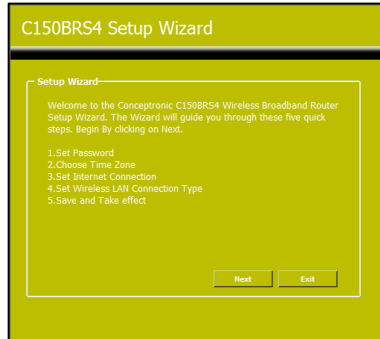 C150BRS4 Setup Wizard
Setup Wizard
Welcome to the Conceptronic C150BRS4 Wireless Broadband Router
Setup Wizard. The Wizard will guide you through these five quick
steps. Begin By clicking on Next.
1.Set Password
2.Choose Time Zone
3.Set Internet Connection
4.Set Wireless LAN Connection Type
5.Save and Take effect
Next Exit